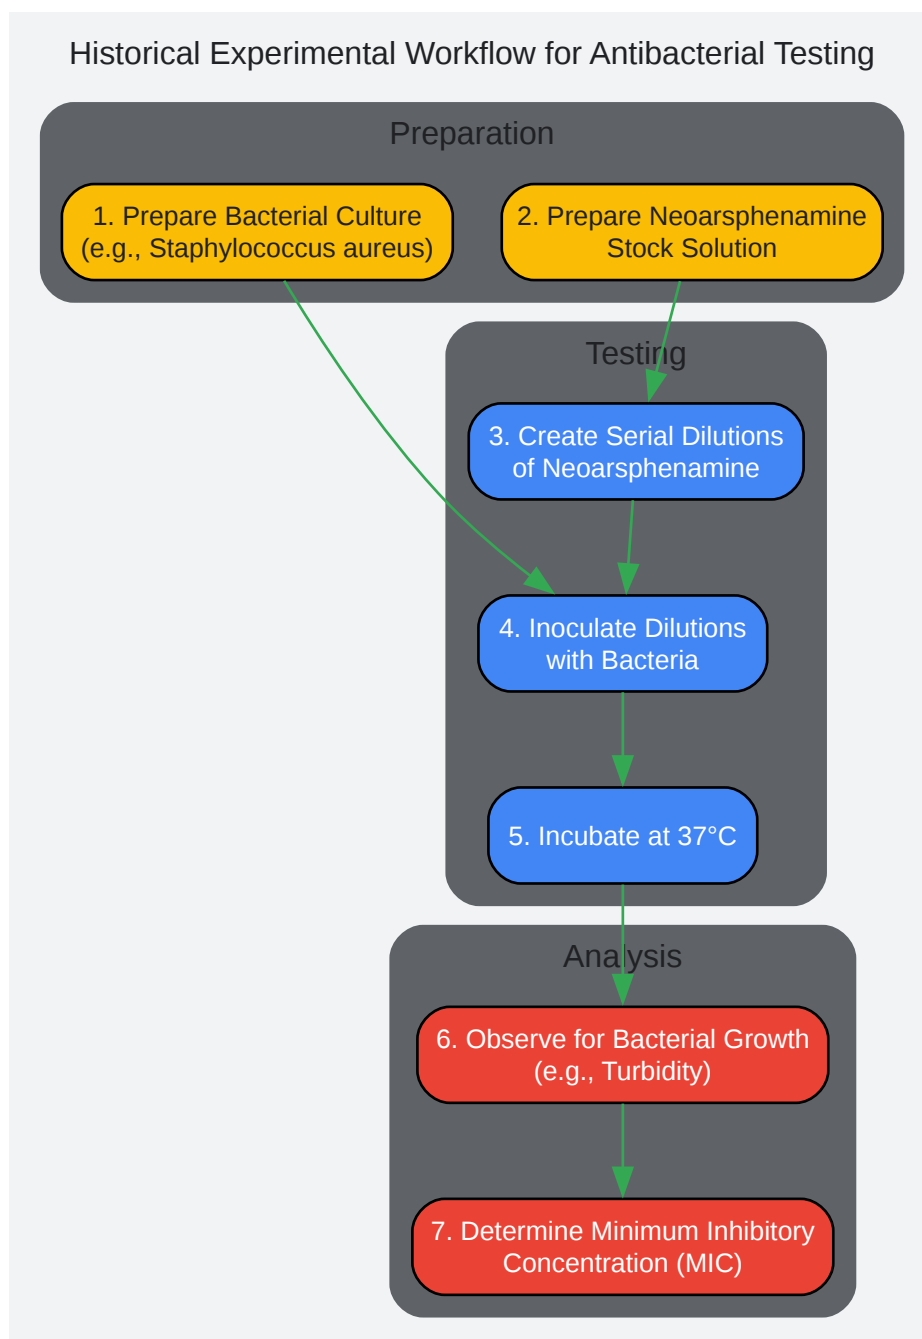 Historical Experimental Workflow for Antibacterial Testing
Preparation
1. Prepare Bacterial Culture
(e.g., Staphylococcus aureus)
2. Prepare Neoarsphenamine
Stock Solution
Testing
3. Create Serial Dilutions
of Neoarsphenamine
4. Inoculate Dilutions
with Bacteria
5. Incubate at 37°C
Analysis
6. Observe for Bacterial Growth
(e.g., Turbidity)
7. Determine Minimum Inhibitory
Concentration (MIC)